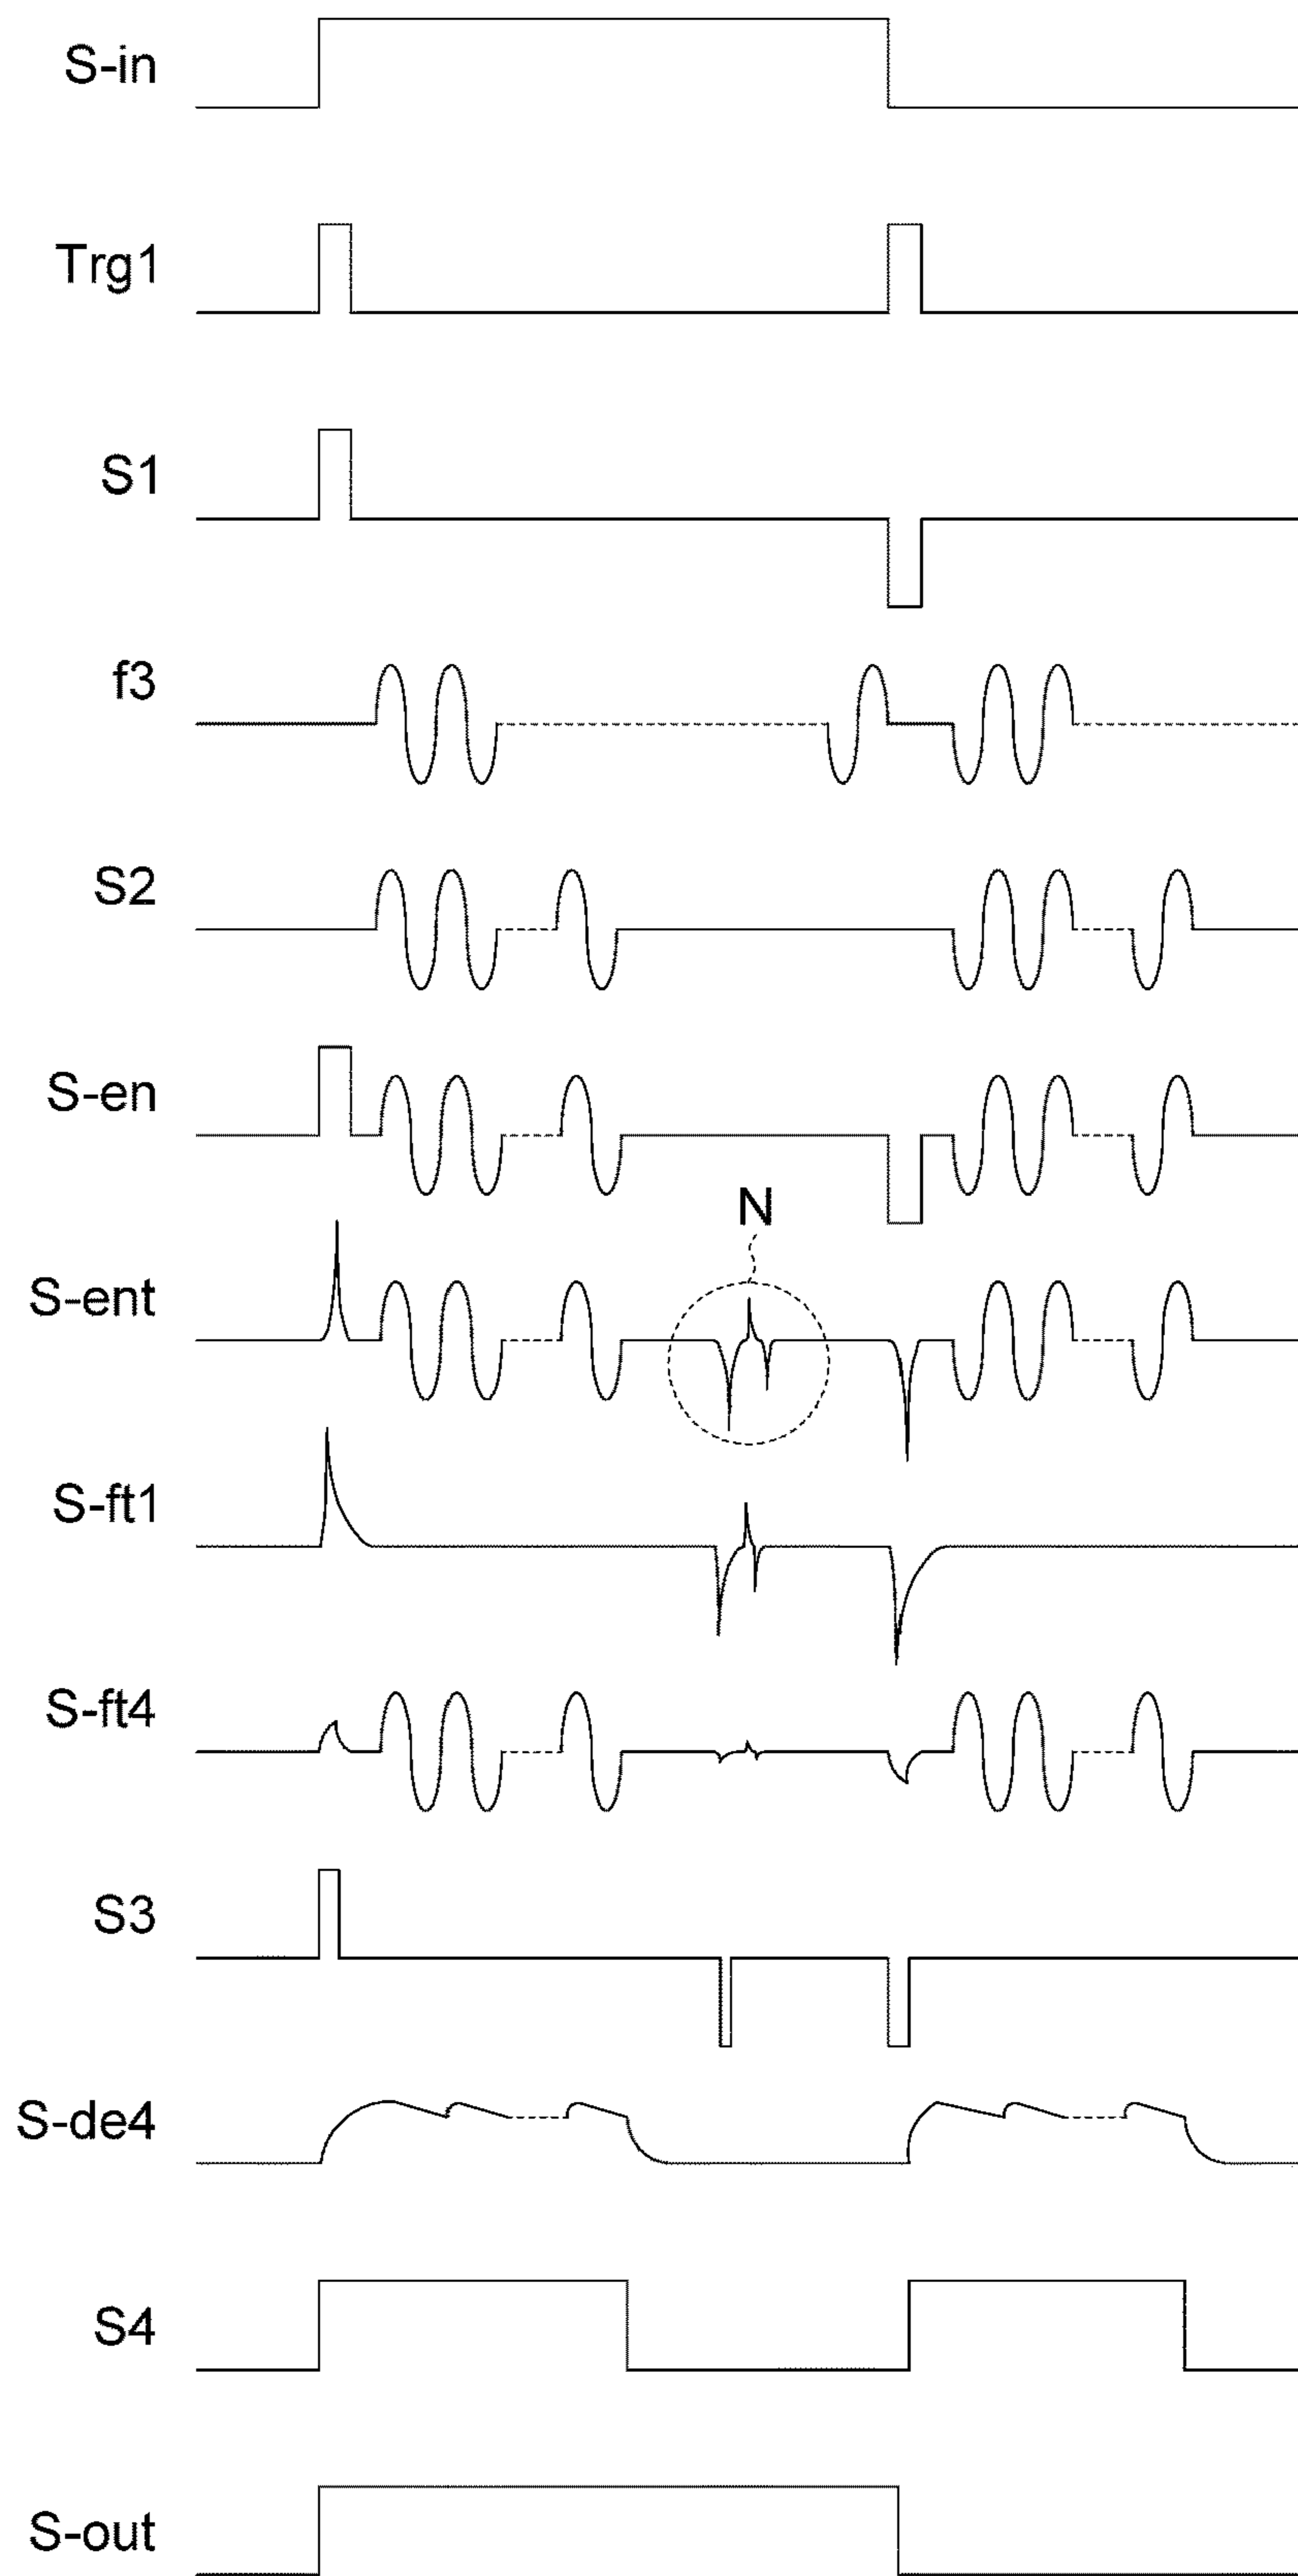 S-in
Trg1
S1
f3
S2
S-en
N
S-ent
S-ft1
S-ft4
S3
S-de4
S4
S-out